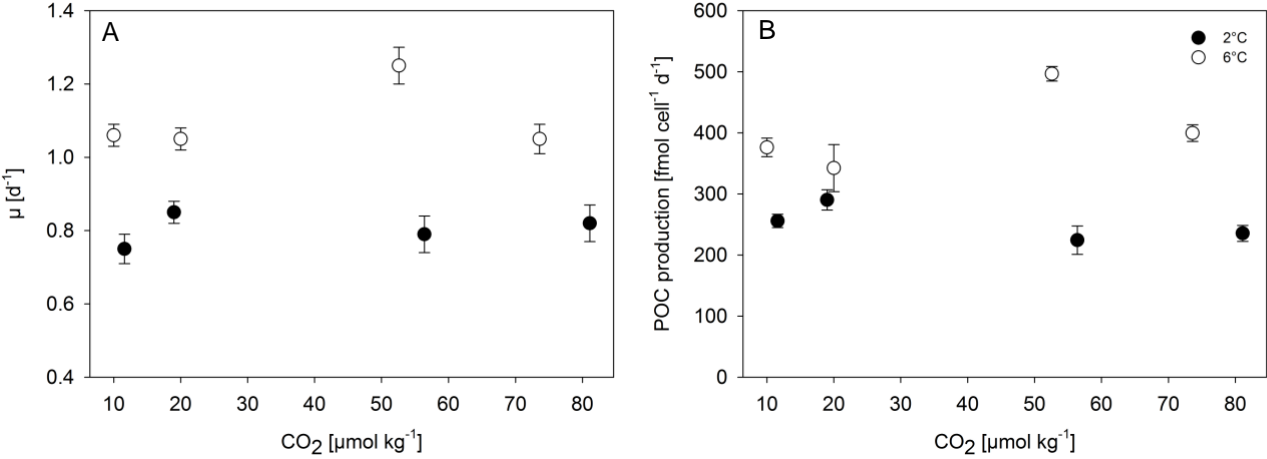 A
1.4
1.2
1.0
0.8
0.6
0.4
µ [d⁻¹]
10 20 30 40 50 60 70 80
CO₂ [µmol kg⁻¹]
B
2°C
6°C
600
500
400
300
200
100
0
POC production [fmol cell⁻¹ d⁻¹]
10 20 30 40 50 60 70 80
CO₂ [µmol kg⁻¹]